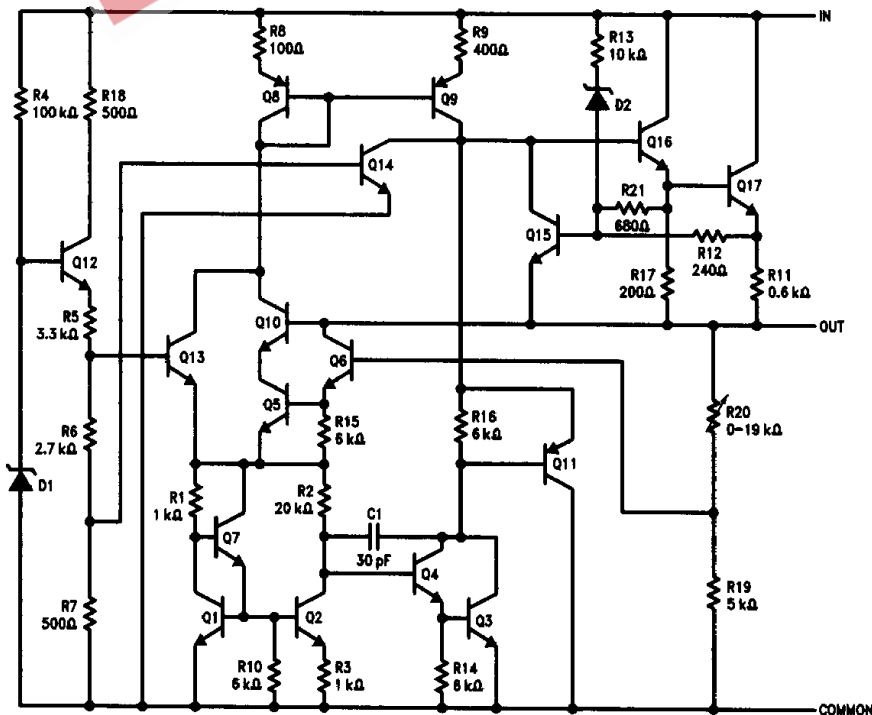 IN
R8
100Ω
R9
400Ω
R13
10 kΩ
R4
100 kΩ
R18
500Ω
Q8
Q9
D2
Q16
Q14
Q17
R21
680Ω
Q15
R12
240Ω
Q12
R17
200Ω
R11
0.6 kΩ
R5
3.3 kΩ
Q10
OUT
Q13
Q6
Q5
R15
6 kΩ
R16
6 kΩ
R20
0–19 kΩ
R6
2.7 kΩ
Q11
D1
R1
1 kΩ
R2
20 kΩ
Q7
C1
30 pF
Q4
R19
5 kΩ
R7
500Ω
Q1
Q2
Q3
R10
6 kΩ
R3
1 kΩ
R14
6 kΩ
COMMON